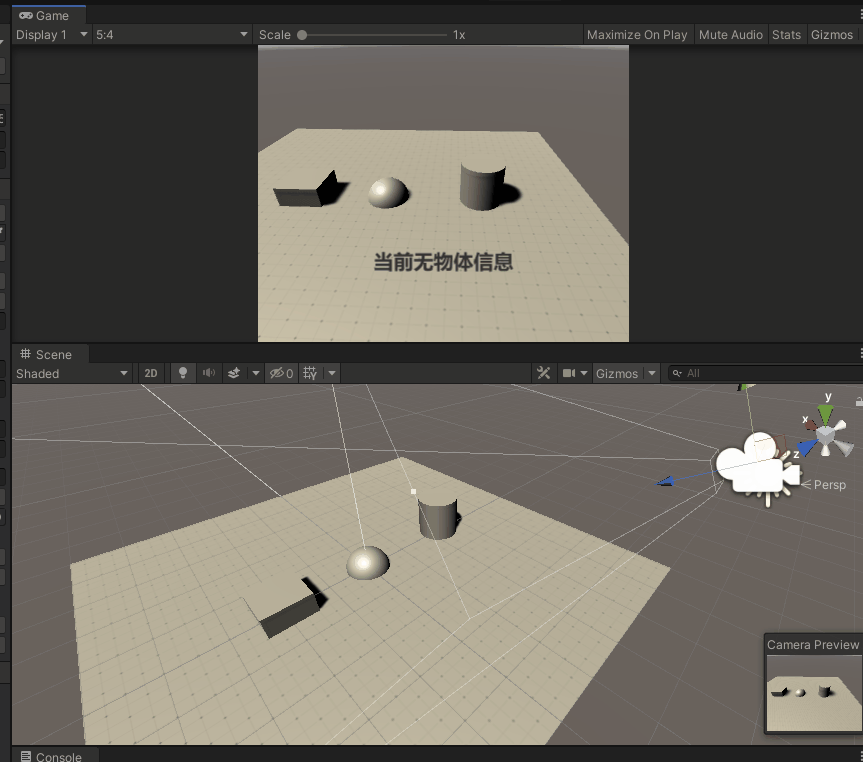 Game
Display 1 5:4 Scale 1x Maximize On Play Mute Audio Stats Gizmos
当前无物体信息
Scene
Shaded 2D 0 Gizmos All
y
x
z
Persp
Camera Preview
Console